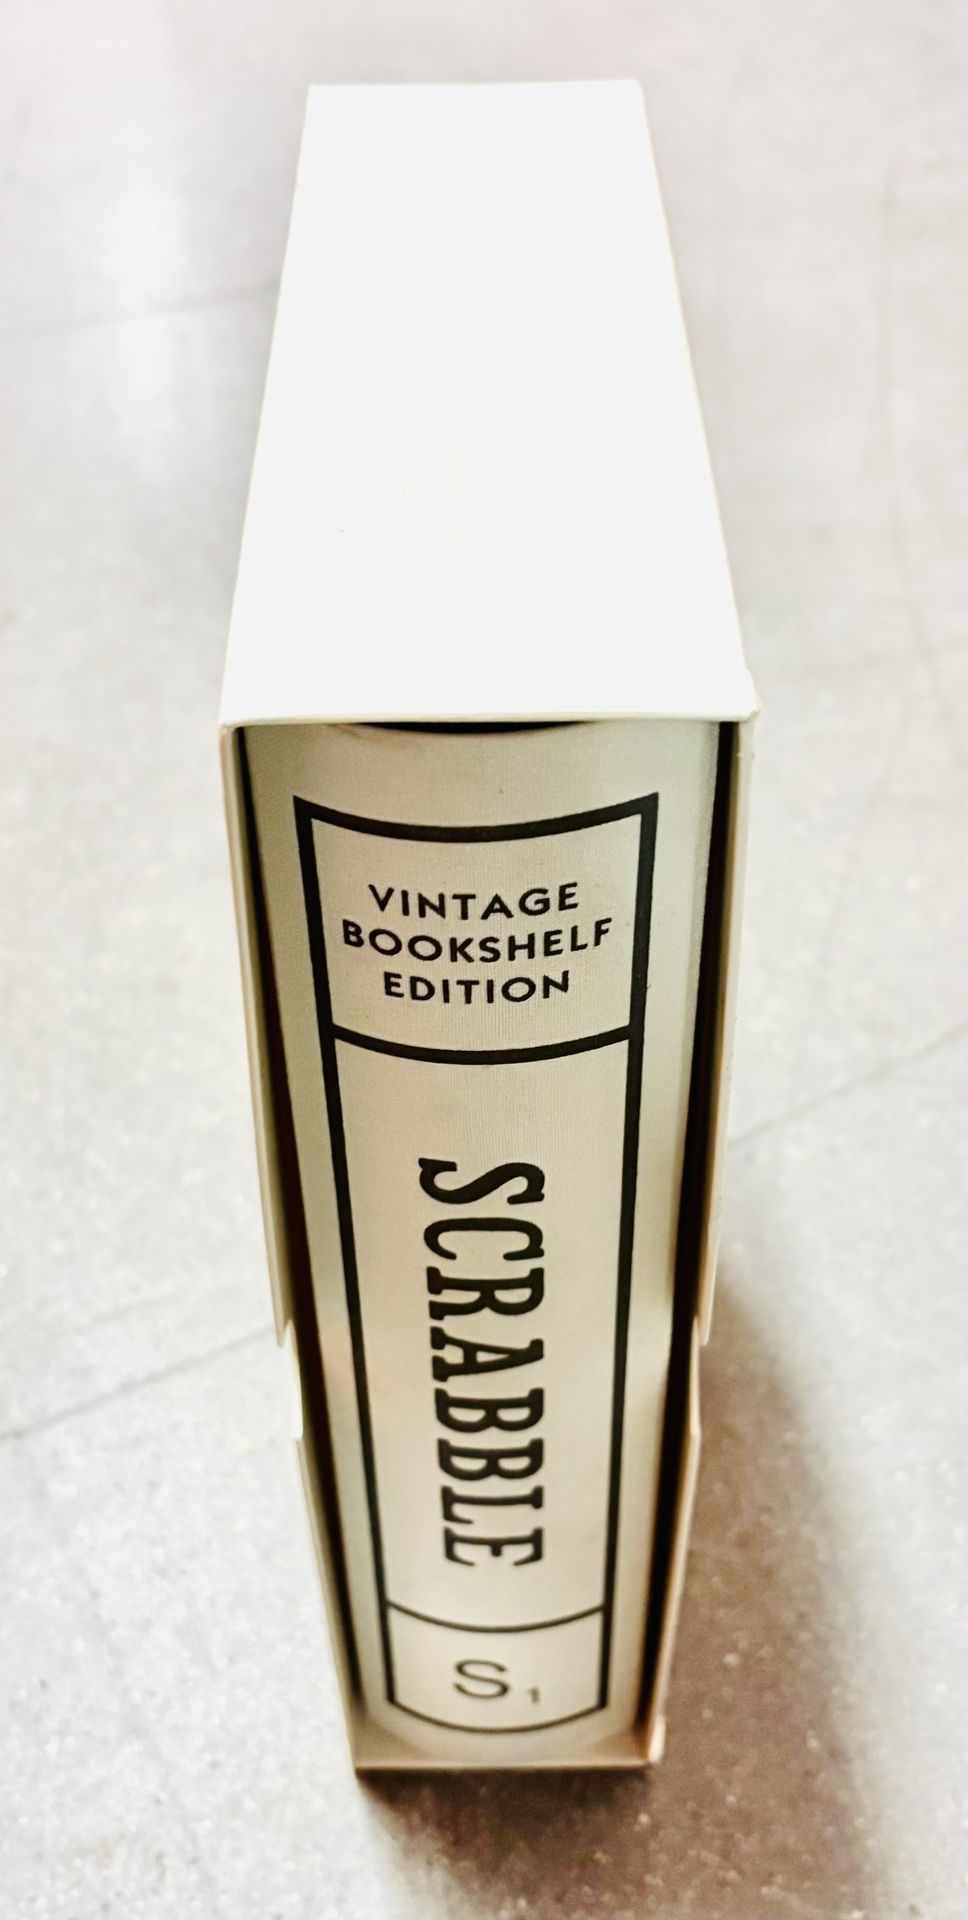 VINTAGE
BOOKSHELF
EDITION
SCRABBLE
S1